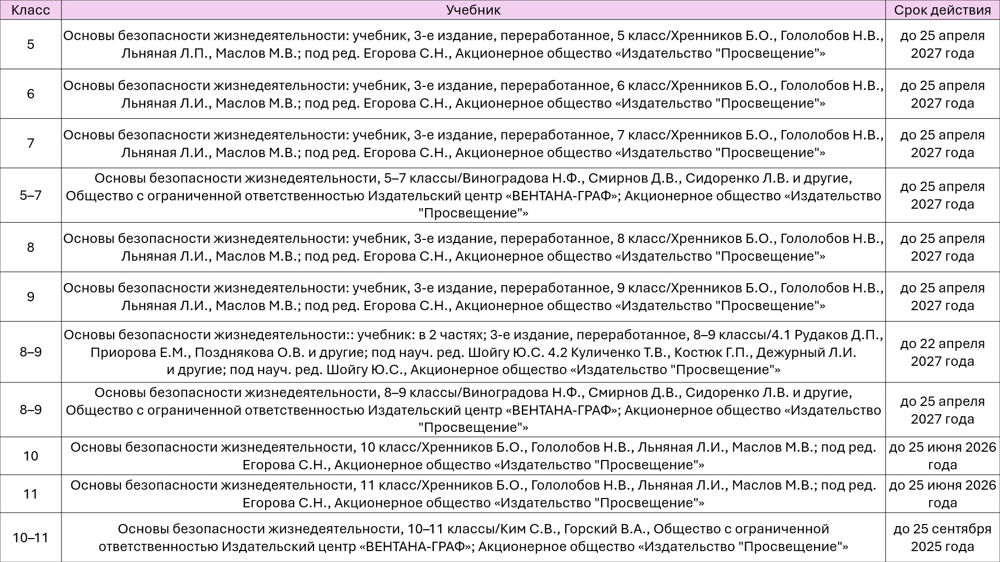 Класс
Учебник
Срок действия
5
Основы безопасности жизнедеятельности: учебник, 3-е издание, переработанное, 5 класс/Хренников Б.О., Гололобов Н.В.,
Льняная Л.П., Маслов М.В.; под ред. Егорова С.Н., Акционерное общество «Издательство "Просвещение"»
до 25 апреля
2027 года
6
Основы безопасности жизнедеятельности: учебник, 3-е издание, переработанное, 6 класс/Хренников Б.О., Гололобов Н.В.,
Льняная Л.И., Маслов М.В.; под ред. Егорова С.Н., Акционерное общество «Издательство "Просвещение"»
до 25 апреля
2027 года
7
Основы безопасности жизнедеятельности: учебник, 3-е издание, переработанное, 7 класс/Хренников Б.О., Гололобов Н.В.,
Льняная Л.И., Маслов М.В.; под ред. Егорова С.Н., Акционерное общество «Издательство "Просвещение"»
до 25 апреля
2027 года
5–7
Основы безопасности жизнедеятельности, 5–7 классы/Виноградова Н.Ф., Смирнов Д.В., Сидоренко Л.В. и другие,
Общество с ограниченной ответственностью Издательский центр «ВЕНТАНА-ГРАФ»; Акционерное общество «Издательство
"Просвещение"»
до 25 апреля
2027 года
8
Основы безопасности жизнедеятельности: учебник, 3-е издание, переработанное, 8 класс/Хренников Б.О., Гололобов Н.В.,
Льняная Л.И., Маслов М.В.; под ред. Егорова С.Н., Акционерное общество «Издательство "Просвещение"»
до 25 апреля
2027 года
9
Основы безопасности жизнедеятельности: учебник, 3-е издание, переработанное, 9 класс/Хренников Б.О., Гололобов Н.В.,
Льняная Л.И., Маслов М.В.; под ред. Егорова С.Н., Акционерное общество «Издательство "Просвещение"»
до 25 апреля
2027 года
8–9
Основы безопасности жизнедеятельности:: учебник: в 2 частях; 3-е издание, переработанное, 8–9 классы/4.1 Рудаков Д.П.,
Приорова Е.М., Позднякова О.В. и другие; под науч. ред. Шойгу Ю.С. 4.2 Куличенко Т.В., Костюк Г.П., Дежурный Л.И.
и другие; под науч. ред. Шойгу Ю.С., Акционерное общество «Издательство "Просвещение"»
до 22 апреля
2027 года
8–9
Основы безопасности жизнедеятельности, 8–9 классы/Виноградова Н.Ф., Смирнов Д.В., Сидоренко Л.В. и другие,
Общество с ограниченной ответственностью Издательский центр «ВЕНТАНА-ГРАФ»; Акционерное общество «Издательство
"Просвещение"»
до 25 апреля
2027 года
10
Основы безопасности жизнедеятельности, 10 класс/Хренников Б.О., Гололобов Н.В., Льняная Л.И., Маслов М.В.; под ред.
Егорова С.Н., Акционерное общество «Издательство "Просвещение"»
до 25 июня 2026
года
11
Основы безопасности жизнедеятельности, 11 класс/Хренников Б.О., Гололобов Н.В., Льняная Л.И., Маслов М.В.; под ред.
Егорова С.Н., Акционерное общество «Издательство "Просвещение"»
до 25 июня 2026
года
10–11
Основы безопасности жизнедеятельности, 10–11 классы/Ким С.В., Горский В.А., Общество с ограниченной
ответственностью Издательский центр «ВЕНТАНА-ГРАФ»; Акционерное общество «Издательство "Просвещение"»
до 25 сентября
2025 года